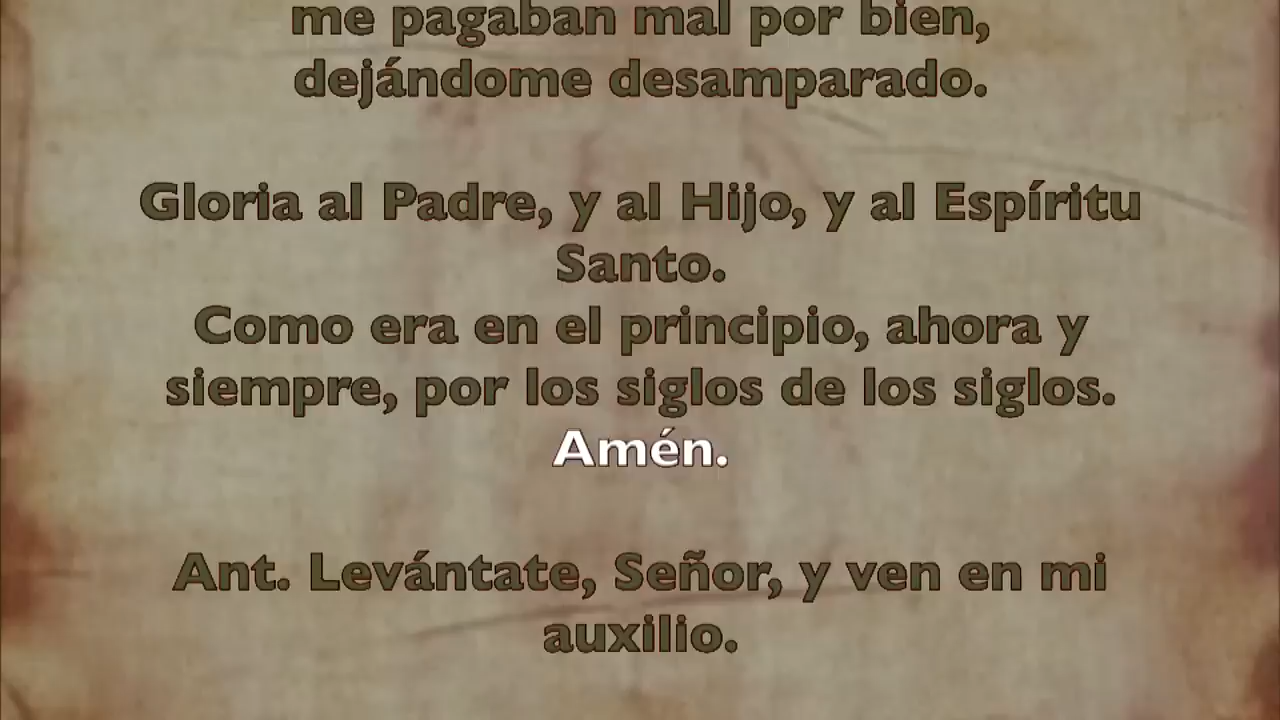 me pagaban mal por bien,
dejándome desamparado.
Gloria al Padre, y al Hijo, y al Espíritu
Santo.
Como era en el principio, ahora y
siempre, por los siglos de los siglos.
Amén.
Ant. Levántate, Señor, y ven en mi
auxilio.